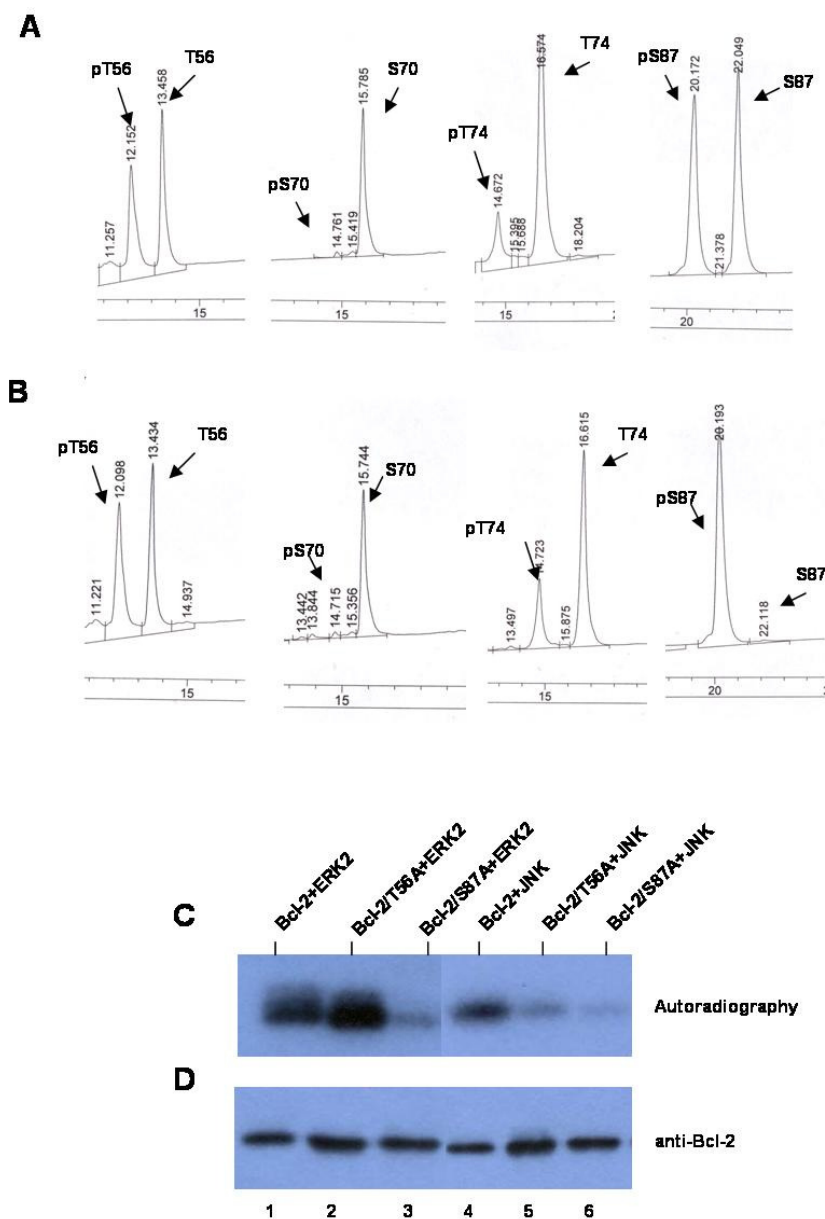 A
pT56
T56
11.257
12.152
13.458
15
pS70
S70
14.761
15.419
15.785
15
pT74
T74
14.672
15.395
15.688
16.574
18.204
15
pS87
S87
20.172
21.378
22.049
20
B
pT56
T56
11.221
12.098
13.434
14.937
15
pS70
S70
13.442
13.844
14.715
15.356
15.744
15
pT74
T74
13.497
14.723
15.875
16.615
15
pS87
S87
20.193
22.118
20
C
Bcl-2+ERK2
Bcl-2/T56A+ERK2
Bcl-2/S87A+ERK2
Bcl-2+JNK
Bcl-2/T56A+JNK
Bcl-2/S87A+JNK
Autoradiography
D
anti-Bcl-2
1 2 3 4 5 6